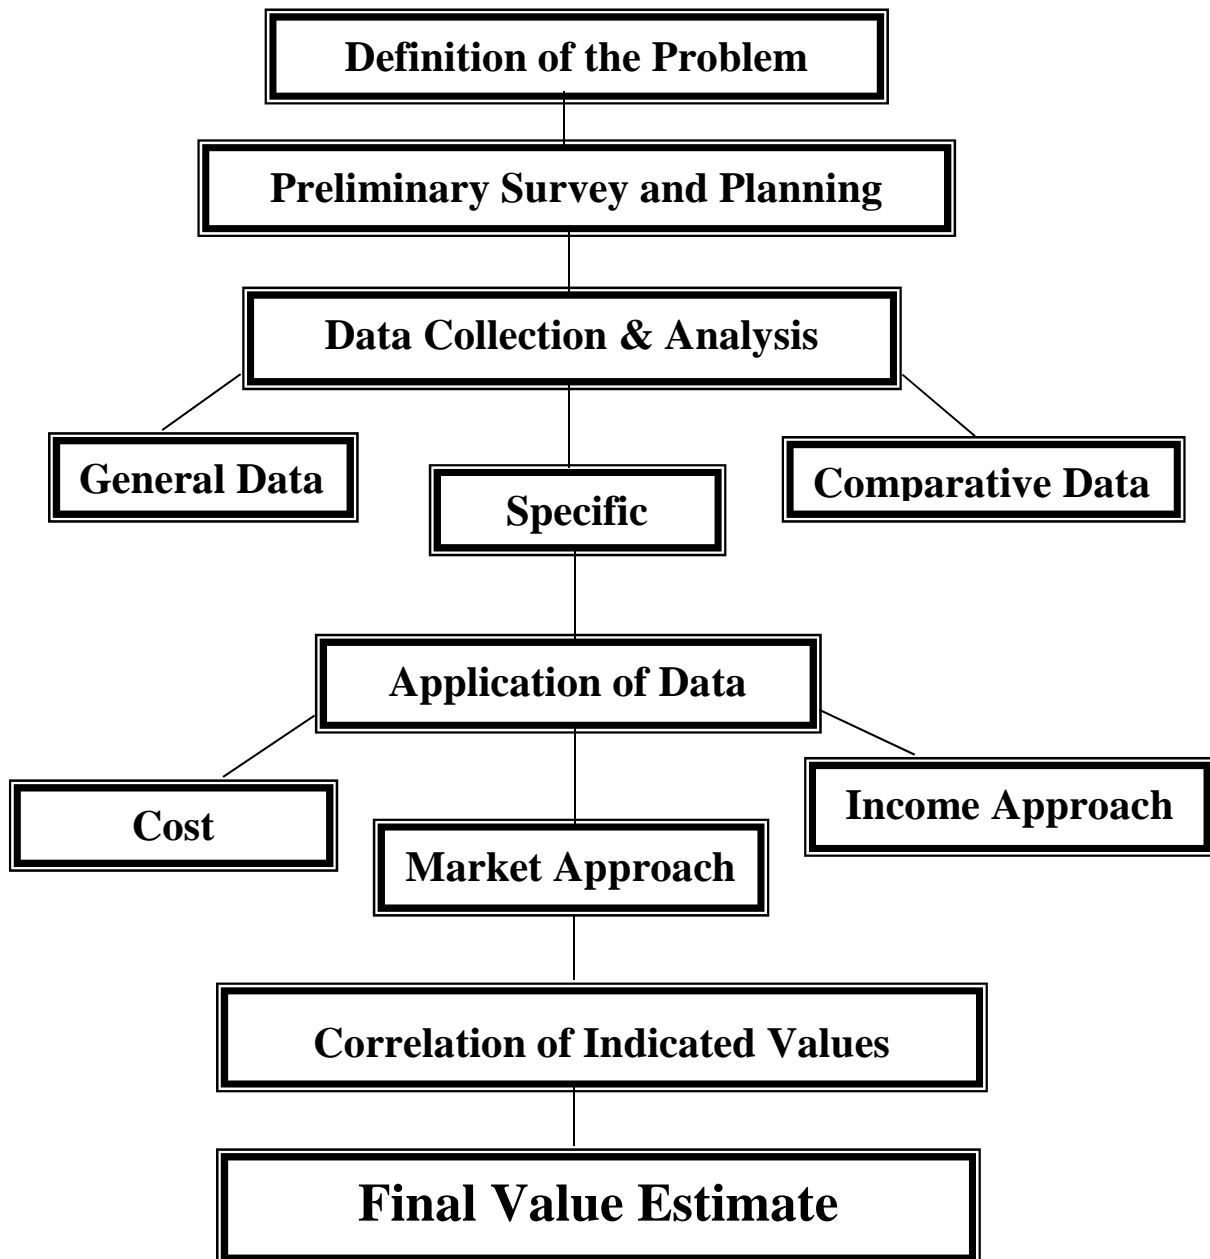 Definition of the Problem
Preliminary Survey and Planning
Data Collection & Analysis
General Data
Specific
Comparative Data
Application of Data
Cost
Market Approach
Income Approach
Correlation of Indicated Values
Final Value Estimate